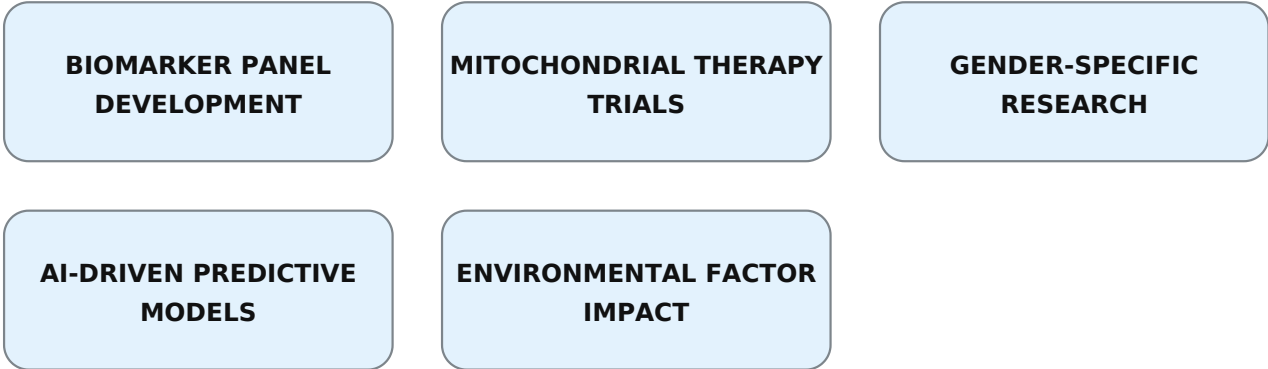 BIOMARKER PANEL
DEVELOPMENT
MITOCHONDRIAL THERAPY
TRIALS
GENDER-SPECIFIC
RESEARCH
AI-DRIVEN PREDICTIVE
MODELS
ENVIRONMENTAL FACTOR
IMPACT